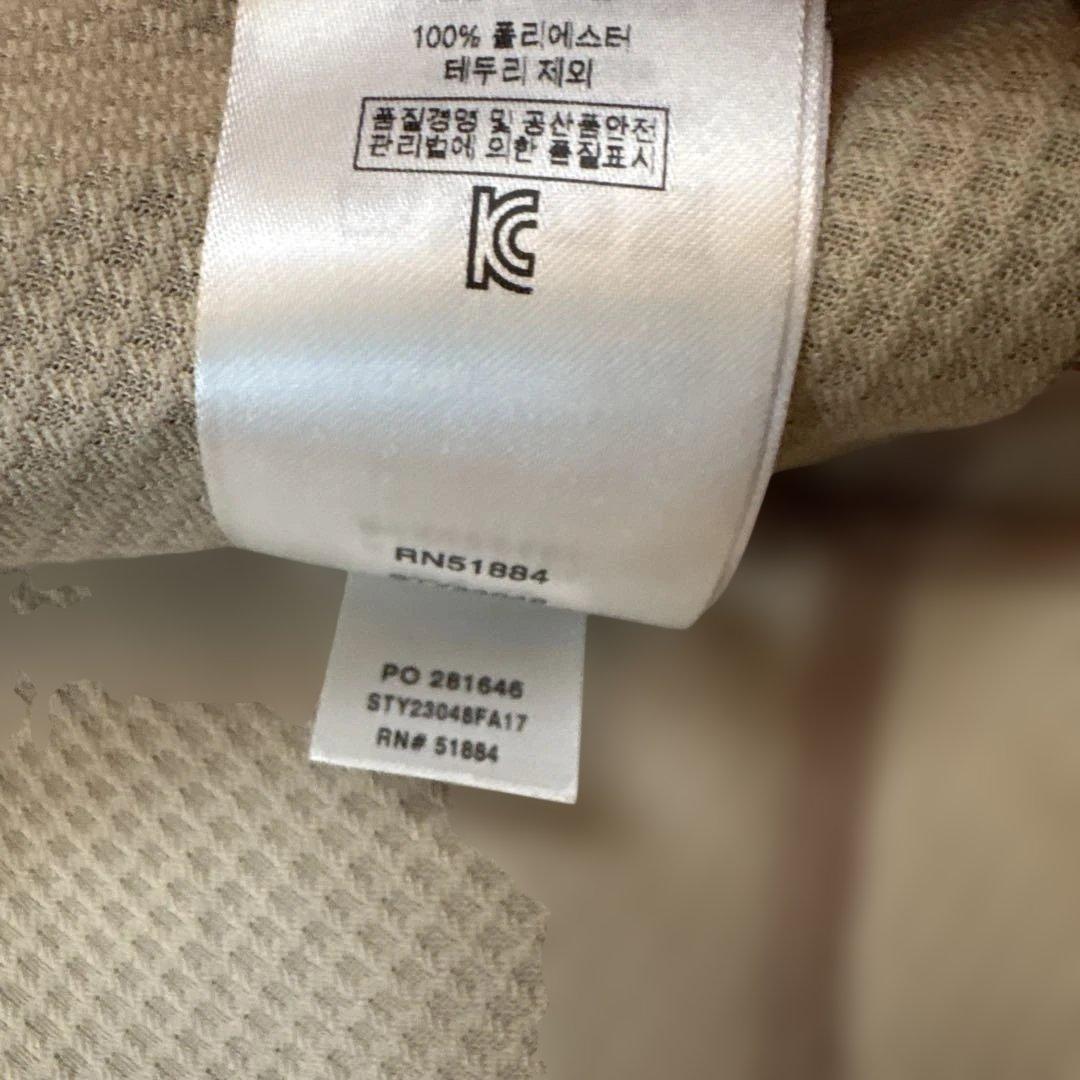 100% 폴리에스터
테두리 제외
품질경영 및 공산품안전
관리법에 의한 품질표시
KC
RN51884
PO 281646
STY23048FA17
RN# 51884